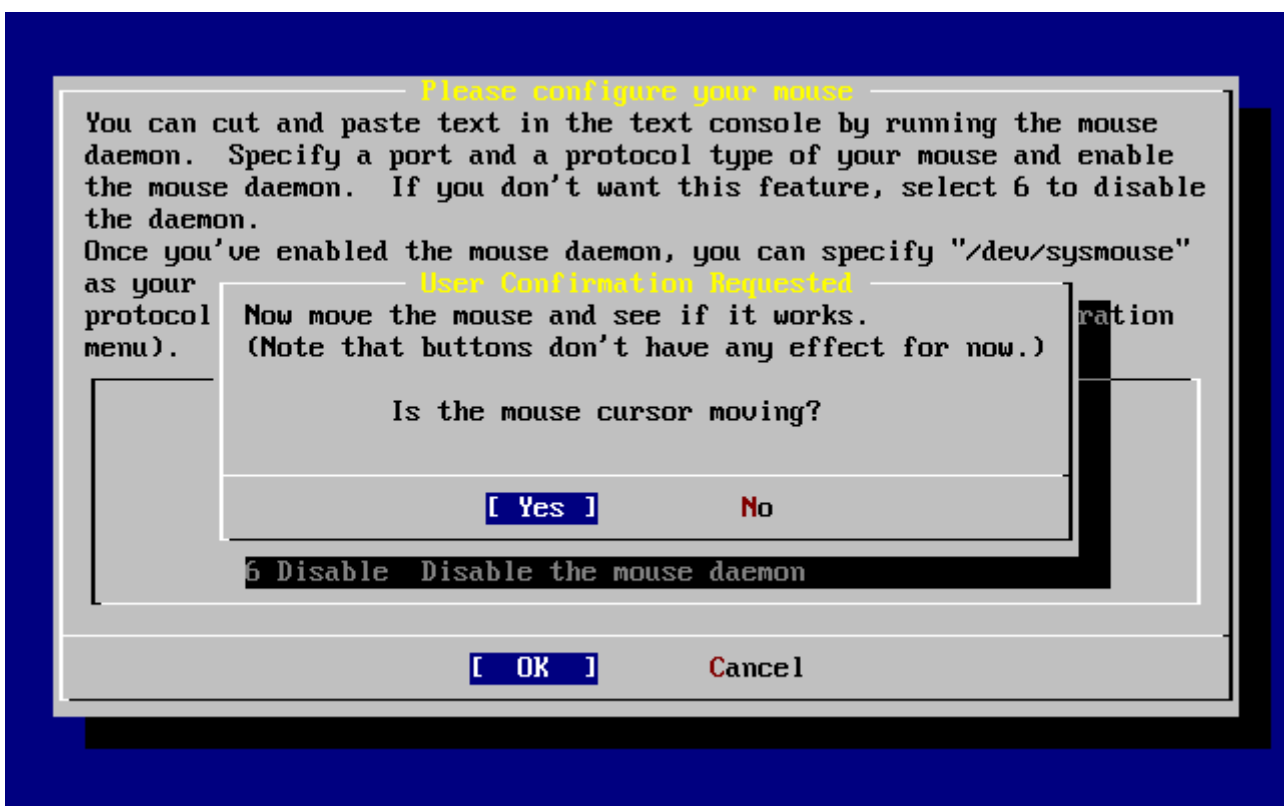 Please configure your mouse
You can cut and paste text in the text console by running the mouse
daemon.  Specify a port and a protocol type of your mouse and enable
the mouse daemon.  If you don't want this feature, select 6 to disable
the daemon.
Once you've enabled the mouse daemon, you can specify "/dev/sysmouse"
as your
protocol ration
menu).
User Confirmation Requested
Now move the mouse and see if it works.
(Note that buttons don't have any effect for now.)
Is the mouse cursor moving?
[ Yes ] No
6 Disable  Disable the mouse daemon
[ OK ] Cancel